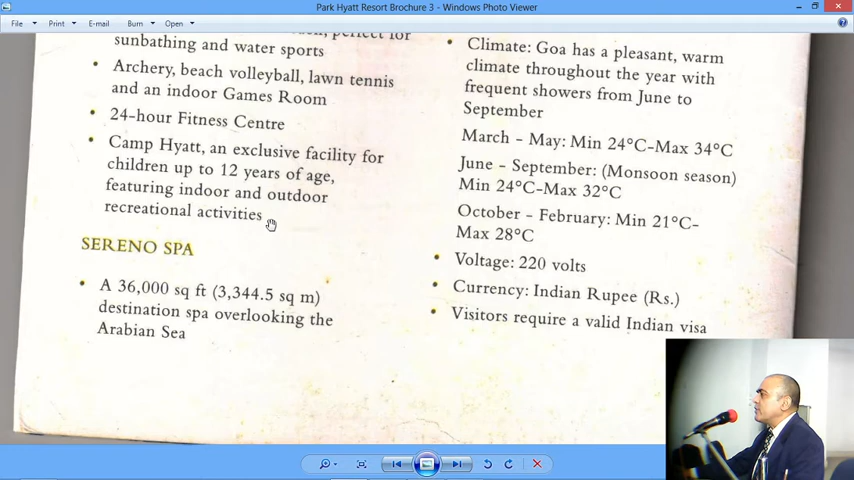 Park Hyatt Resort Brochure 3 - Windows Photo Viewer
File Print E-mail Burn Open
perfect for
sunbathing and water sports
Archery, beach volleyball, lawn tennis
and an indoor Games Room
24-hour Fitness Centre
Camp Hyatt, an exclusive facility for
children up to 12 years of age,
featuring indoor and outdoor
recreational activities
SERENO SPA
A 36,000 sq ft (3,344.5 sq m)
destination spa overlooking the
Arabian Sea
Climate: Goa has a pleasant, warm
climate throughout the year with
frequent showers from June to
September
March - May: Min 24°C-Max 34°C
June - September: (Monsoon season)
Min 24°C-Max 32°C
October - February: Min 21°C-
Max 28°C
Voltage: 220 volts
Currency: Indian Rupee (Rs.)
Visitors require a valid Indian visa